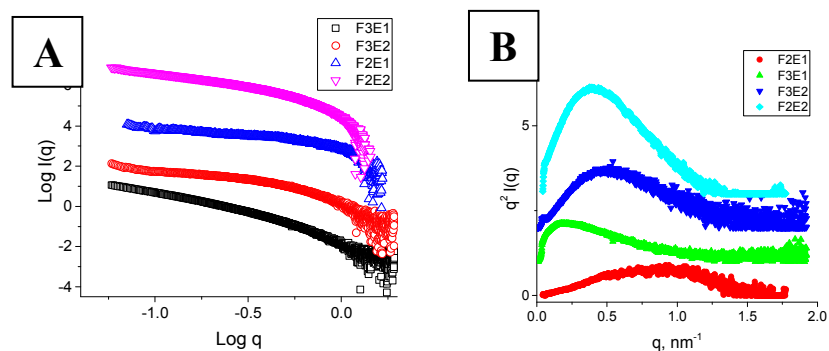 A
F3E1
F3E2
F2E1
F2E2
Log I(q)
4
2
0
-2
-4
-1.0
-0.5
0.0
Log q
B
F2E1
F3E1
F3E2
F2E2
q² I(q)
5
0
0.0
0.5
1.0
1.5
2.0
q, nm⁻¹